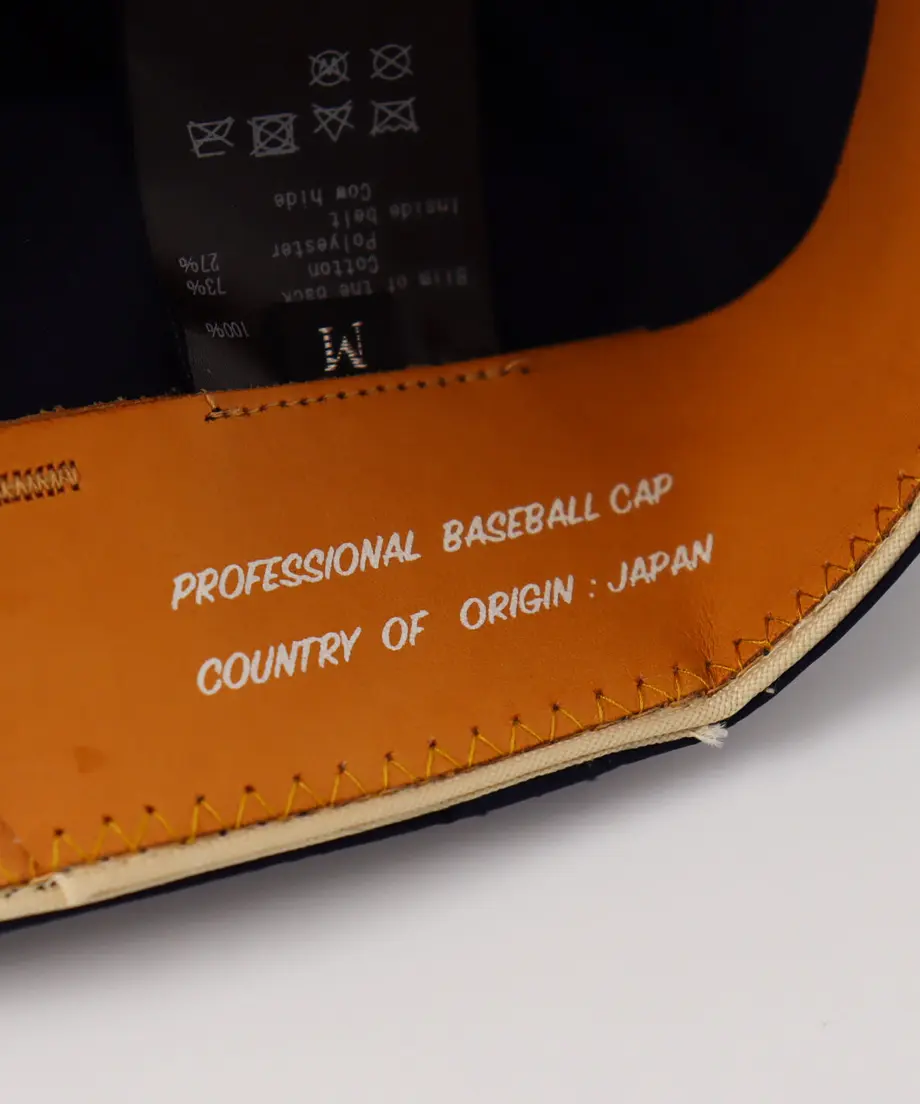 M
100%
Brim of the back
Cotton 73%
Polyester 27%
Inside belt
Cow hide
PROFESSIONAL BASEBALL CAP
COUNTRY OF ORIGIN : JAPAN